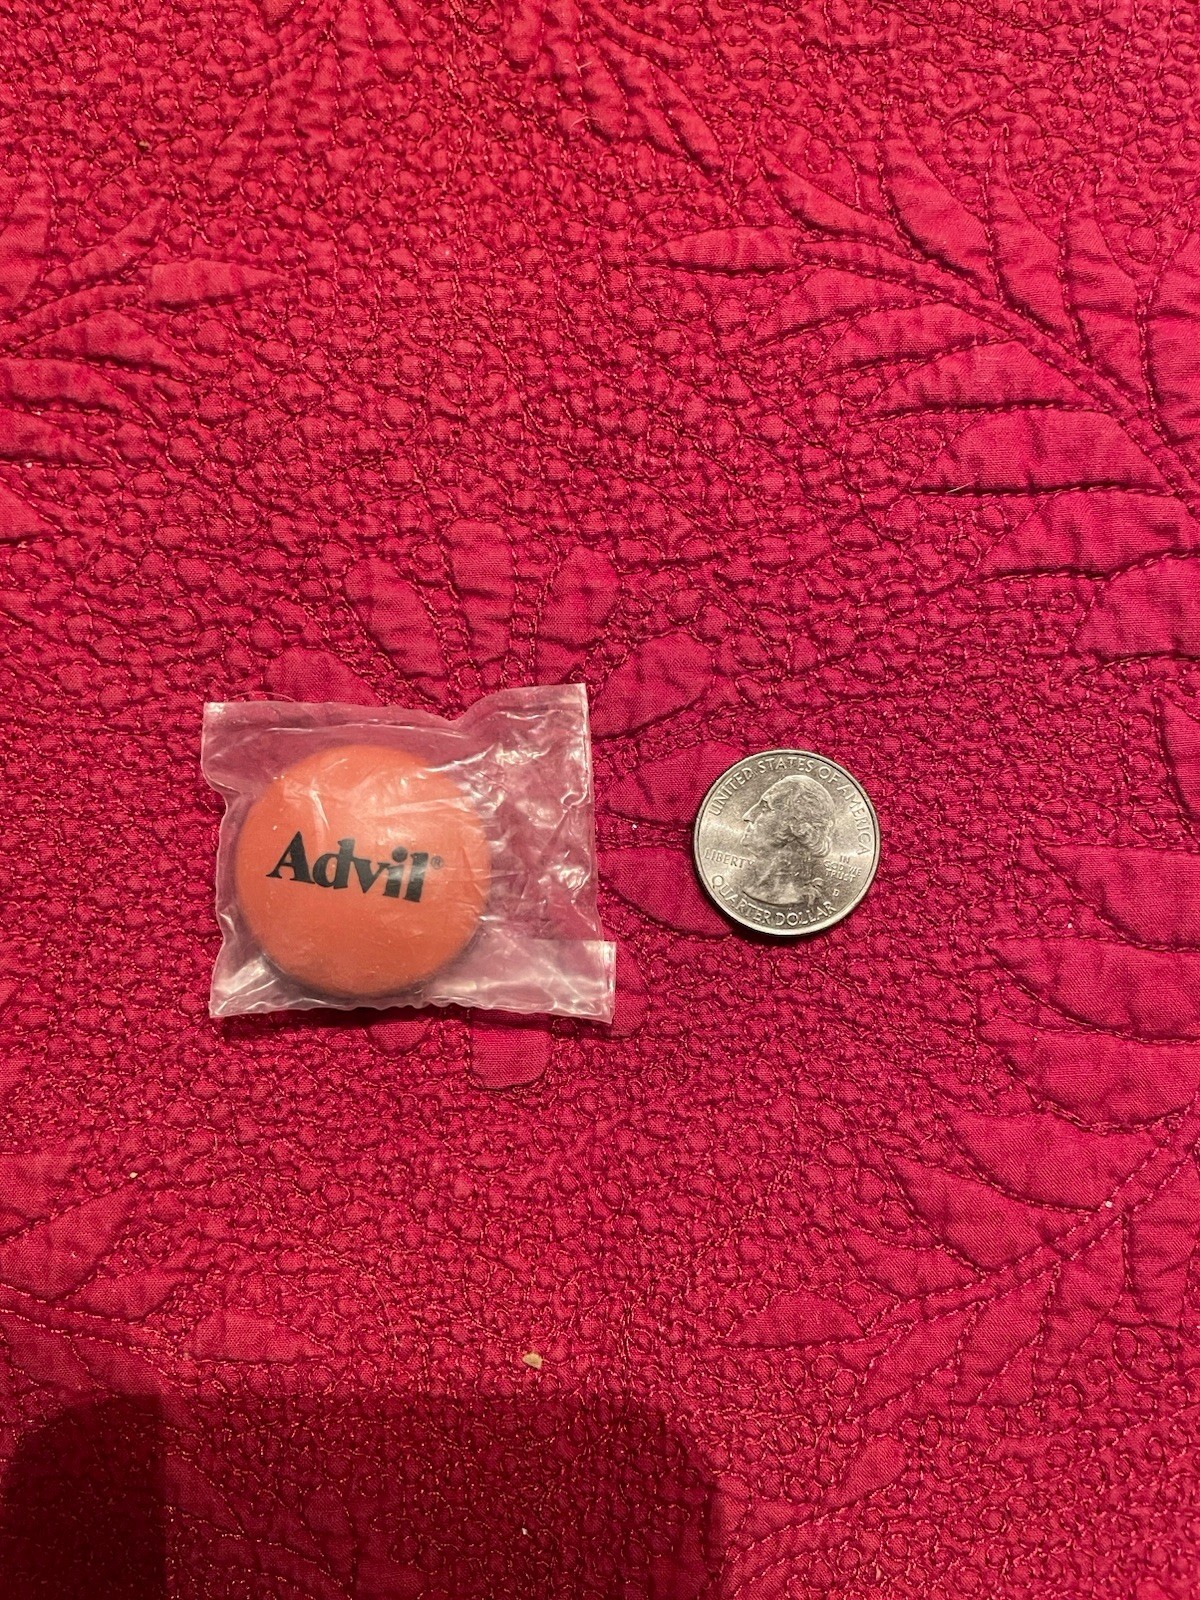 Advil®
UNITED STATES OF AMERICA
LIBERTY
IN
GOD WE
TRUST
D
QUARTER DOLLAR